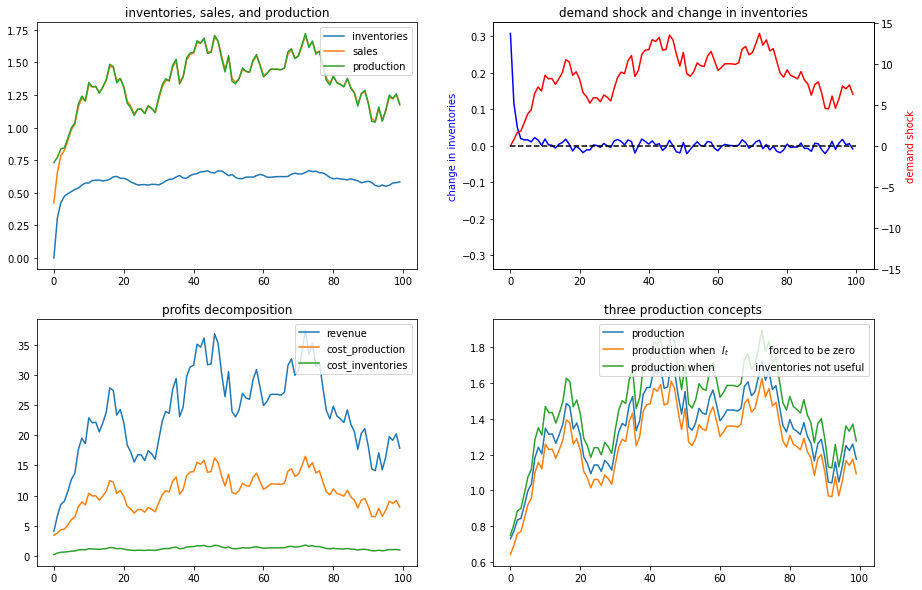 inventories, sales, and production
1.75
1.50
1.25
1.00
0.75
0.50
0.25
0.00
0 20 40 60 80 100
inventories
sales
production
demand shock and change in inventories
change in inventories
0.3
0.2
0.1
0.0
−0.1
−0.2
−0.3
0 20 40 60 80 100
15
10
5
0
−5
−10
−15
demand shock
profits decomposition
35
30
25
20
15
10
5
0
0 20 40 60 80 100
revenue
cost_production
cost_inventories
three production concepts
1.8
1.6
1.4
1.2
1.0
0.8
0.6
0 20 40 60 80 100
production
production when I_t forced to be zero
production when inventories not useful